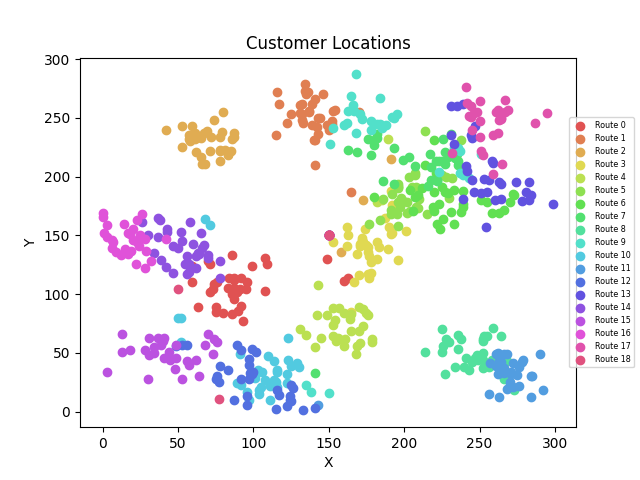 Customer Locations
300
250
200
150
100
50
0
Y
0
50
100
150
200
250
300
X
Route 0
Route 1
Route 2
Route 3
Route 4
Route 5
Route 6
Route 7
Route 8
Route 9
Route 10
Route 11
Route 12
Route 13
Route 14
Route 15
Route 16
Route 17
Route 18